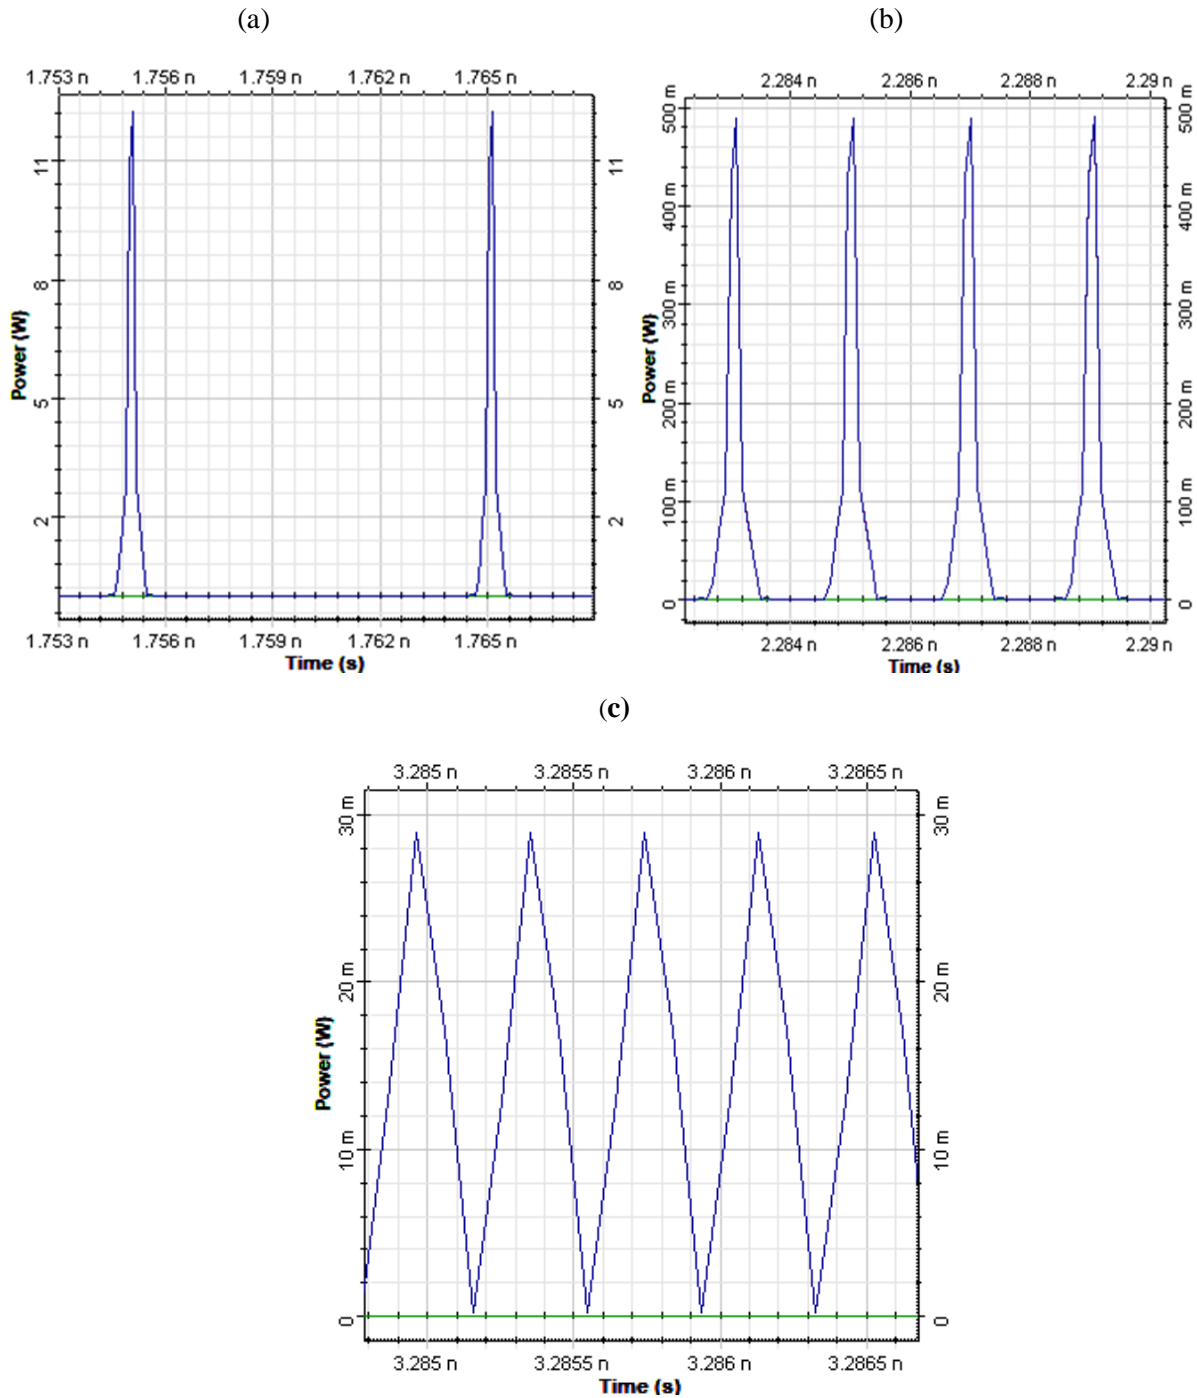 (a)
(b)
1.753 n 1.756 n 1.759 n 1.762 n 1.765 n
11 11
8 8
5 5
2 2
Power (W)
1.753 n 1.756 n 1.759 n 1.762 n 1.765 n
Time (s)
2.284 n 2.286 n 2.288 n 2.29 n
500 m 500 m
400 m 400 m
300 m 300 m
200 m 200 m
100 m 100 m
0 0
Power (W)
2.284 n 2.286 n 2.288 n 2.29 n
Time (s)
(c)
3.285 n 3.2855 n 3.286 n 3.2865 n
30 m 30 m
20 m 20 m
10 m 10 m
0 0
Power (W)
3.285 n 3.2855 n 3.286 n 3.2865 n
Time (s)